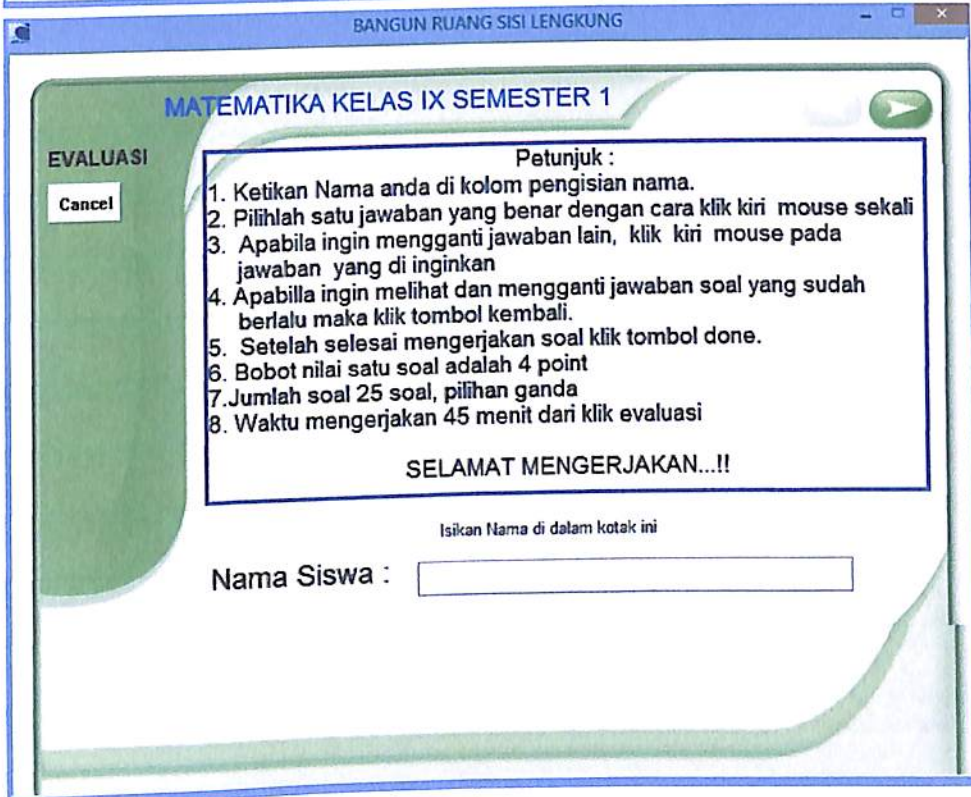 BANGUN RUANG SISI LENGKUNG
MATEMATIKA KELAS IX SEMESTER 1
EVALUASI
Cancel
Petunjuk :
1. Ketikan Nama anda di kolom pengisian nama.
2. Pilihlah satu jawaban yang benar dengan cara klik kiri mouse sekali
3. Apabila ingin mengganti jawaban lain, klik kiri mouse pada
jawaban yang di inginkan
4. Apabilla ingin melihat dan mengganti jawaban soal yang sudah
berlalu maka klik tombol kembali.
5. Setelah selesai mengerjakan soal klik tombol done.
6. Bobot nilai satu soal adalah 4 point
7.Jumlah soal 25 soal, pilihan ganda
8. Waktu mengerjakan 45 menit dari klik evaluasi
SELAMAT MENGERJAKAN...!!
Isikan Nama di dalam kotak ini
Nama Siswa :